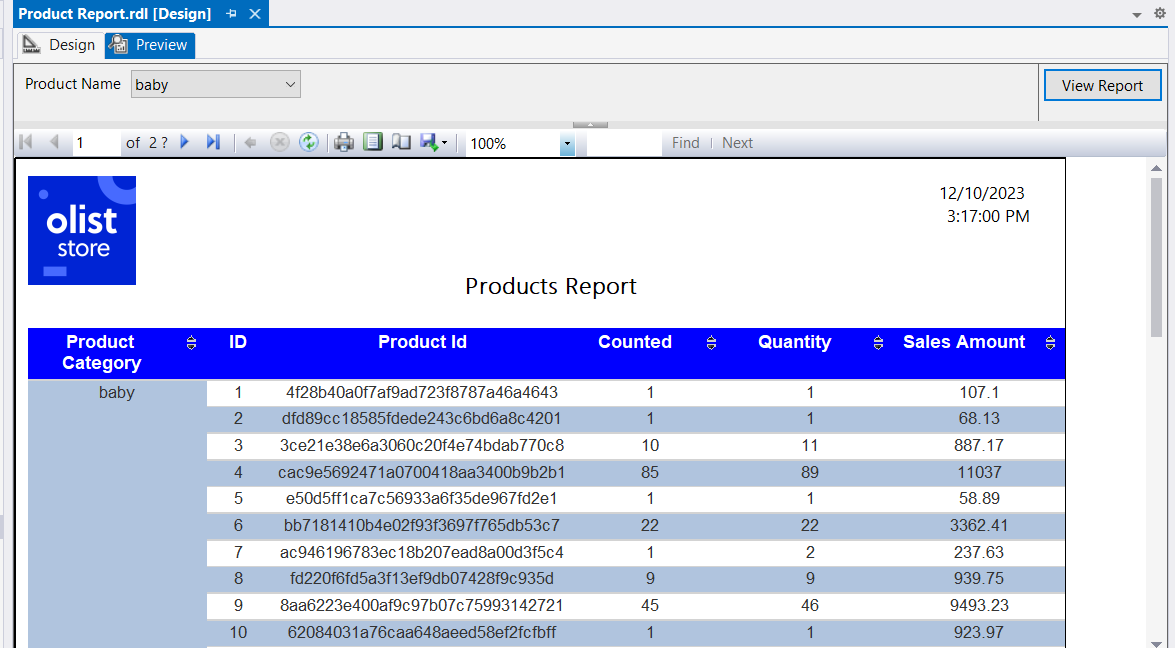 Product Report.rdl [Design]
Design Preview
Product Name baby View Report
1 of 2 ? 100% Find Next
olist
store
12/10/2023
3:17:00 PM
Products Report
Product Category ID Product Id Counted Quantity Sales Amount
baby 1 4f28b40a0f7af9ad723f8787a46a4643 1 1 107.1
2 dfd89cc18585fdede243c6bd6a8c4201 1 1 68.13
3 3ce21e38e6a3060c20f4e74bdab770c8 10 11 887.17
4 cac9e5692471a0700418aa3400b9b2b1 85 89 11037
5 e50d5ff1ca7c56933a6f35de967fd2e1 1 1 58.89
6 bb7181410b4e02f93f3697f765db53c7 22 22 3362.41
7 ac946196783ec18b207ead8a00d3f5c4 1 2 237.63
8 fd220f6fd5a3f13ef9db07428f9c935d 9 9 939.75
9 8aa6223e400af9c97b07c75993142721 45 46 9493.23
10 62084031a76caa648aeed58ef2fcfbff 1 1 923.97